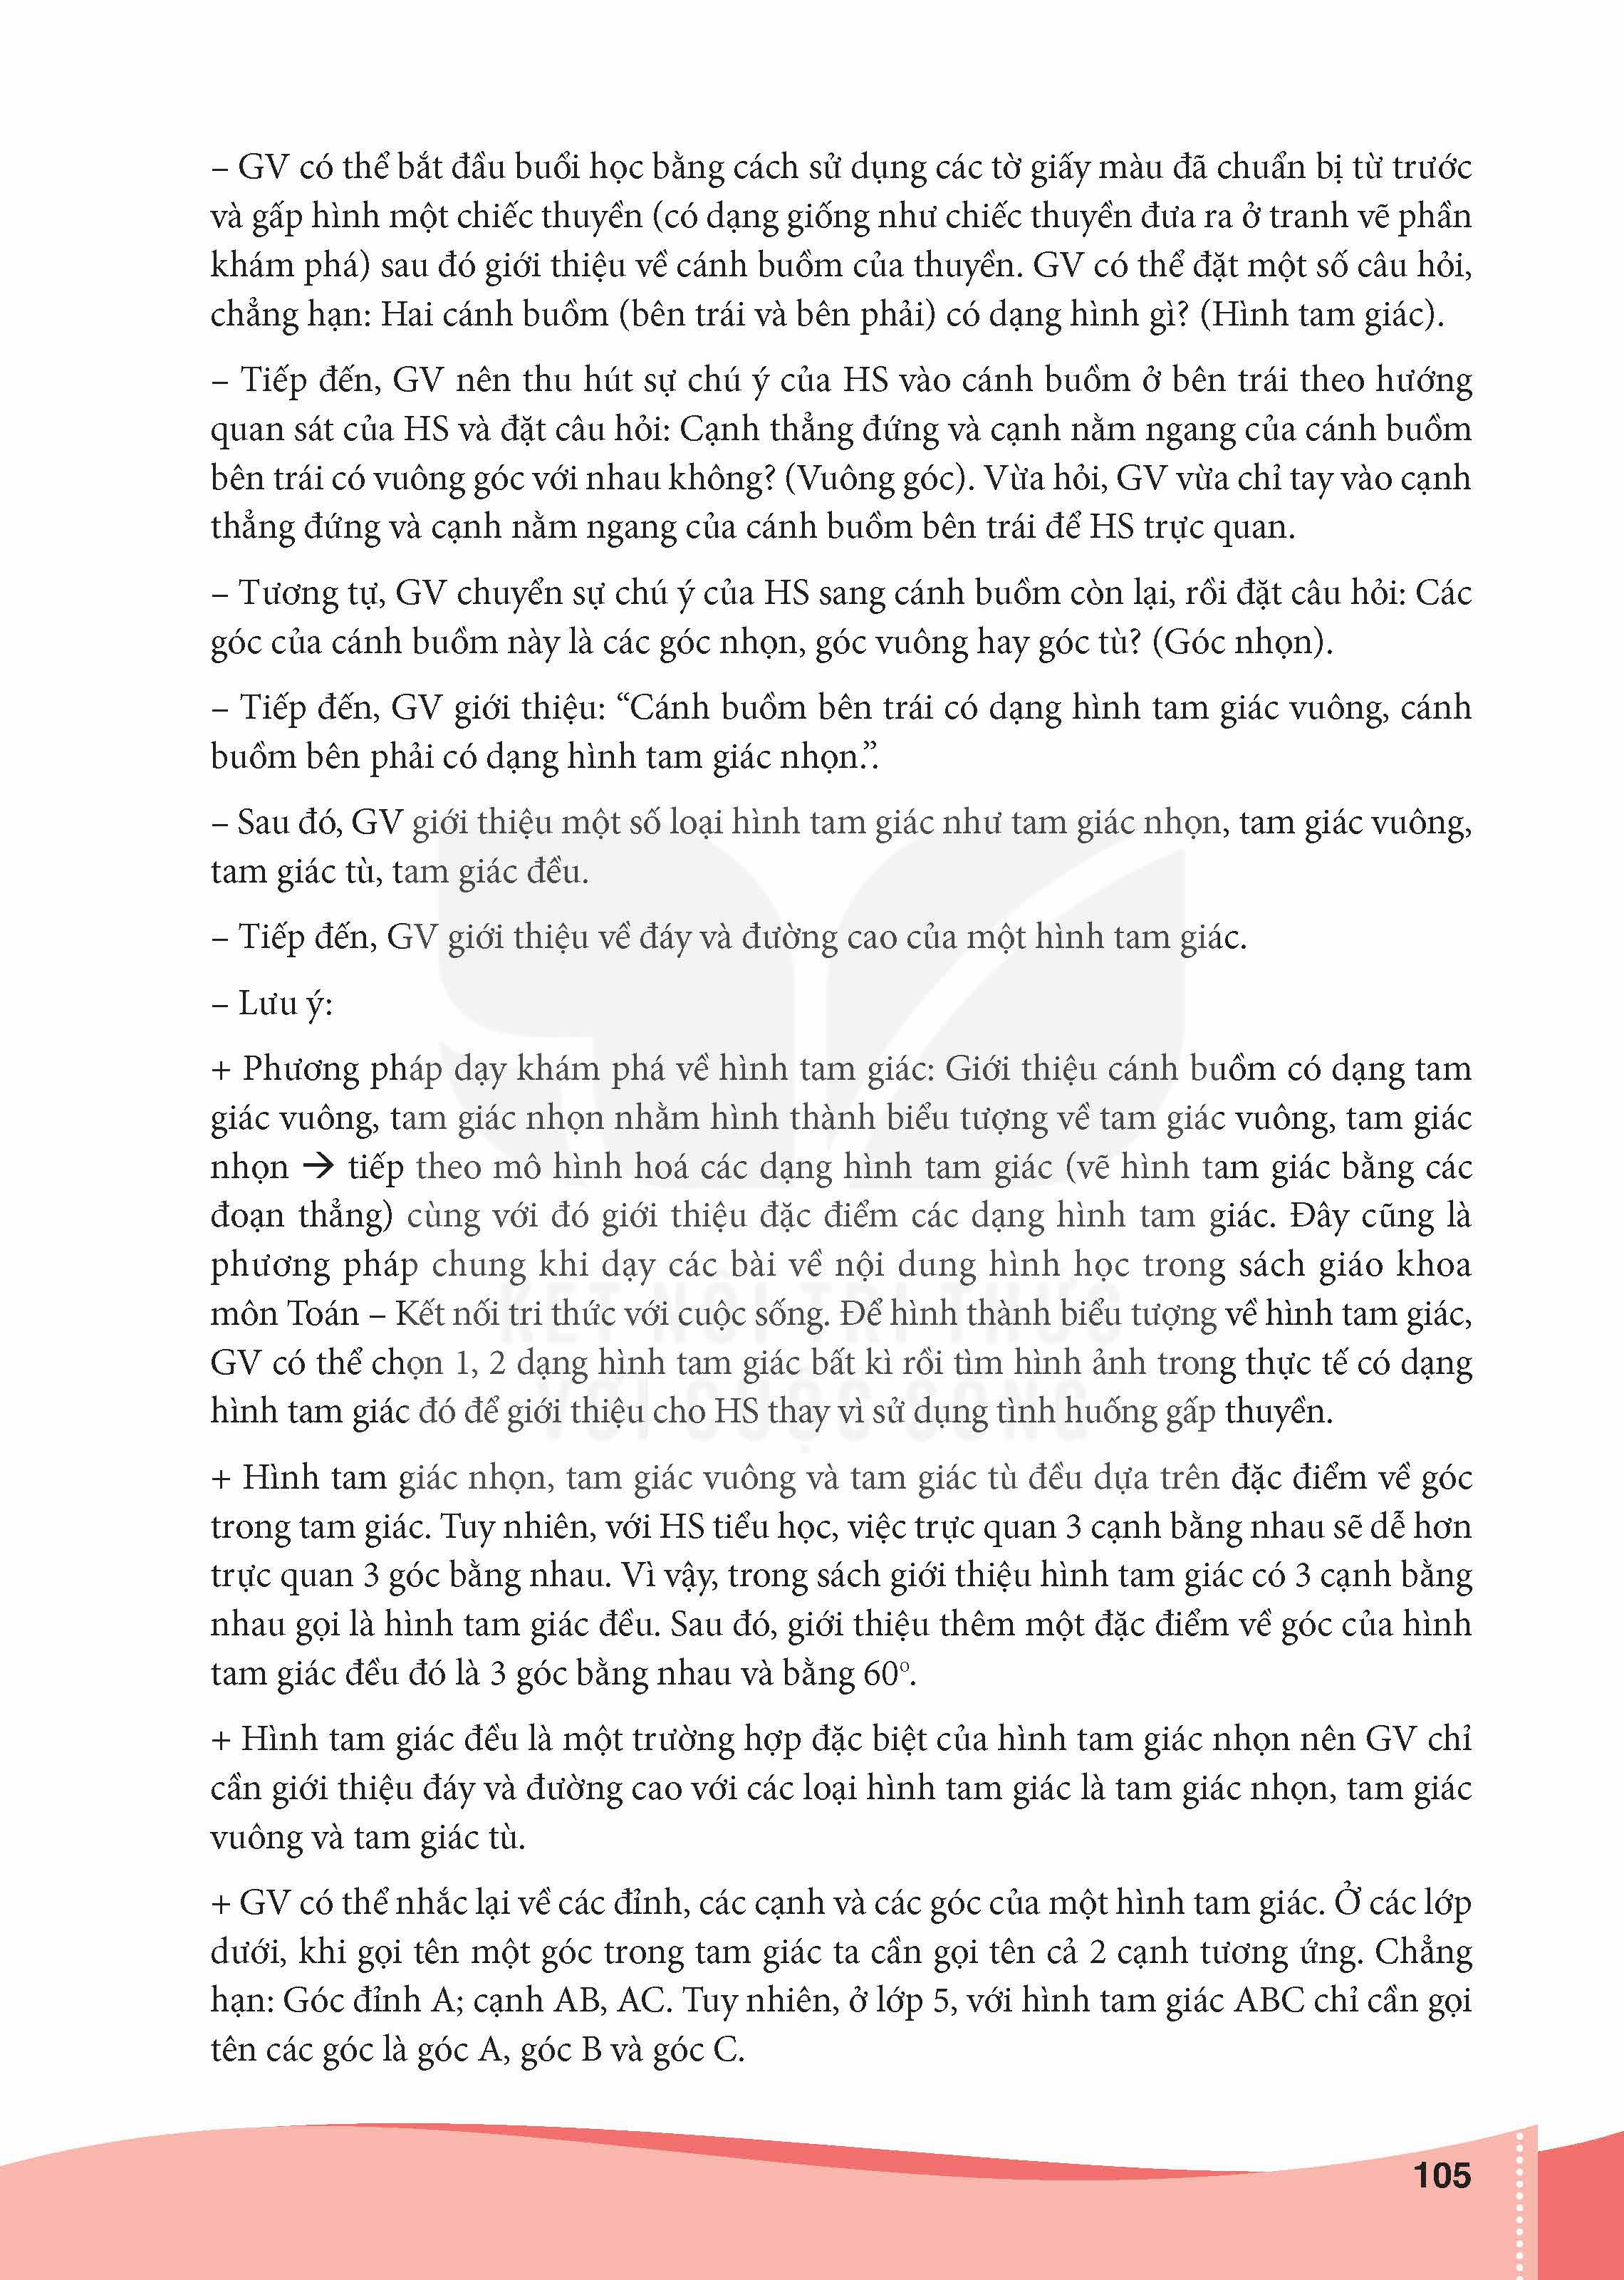 – GV có thể bắt đầu buổi học bằng cách sử dụng các tờ giấy màu đã chuẩn bị từ trước
và gấp hình một chiếc thuyền (có dạng giống như chiếc thuyền đưa ra ở tranh vẽ phần
khám phá) sau đó giới thiệu về cánh buồm của thuyền. GV có thể đặt một số câu hỏi,
chẳng hạn: Hai cánh buồm (bên trái và bên phải) có dạng hình gì? (Hình tam giác).
– Tiếp đến, GV nên thu hút sự chú ý của HS vào cánh buồm ở bên trái theo hướng
quan sát của HS và đặt câu hỏi: Cạnh thẳng đứng và cạnh nằm ngang của cánh buồm
bên trái có vuông góc với nhau không? (Vuông góc). Vừa hỏi, GV vừa chỉ tay vào cạnh
thẳng đứng và cạnh nằm ngang của cánh buồm bên trái để HS trực quan.
– Tương tự, GV chuyển sự chú ý của HS sang cánh buồm còn lại, rồi đặt câu hỏi: Các
góc của cánh buồm này là các góc nhọn, góc vuông hay góc tù? (Góc nhọn).
– Tiếp đến, GV giới thiệu: “Cánh buồm bên trái có dạng hình tam giác vuông, cánh
buồm bên phải có dạng hình tam giác nhọn.”.
– Sau đó, GV giới thiệu một số loại hình tam giác như tam giác nhọn, tam giác vuông,
tam giác tù, tam giác đều.
– Tiếp đến, GV giới thiệu về đáy và đường cao của một hình tam giác.
– Lưu ý:
+ Phương pháp dạy khám phá về hình tam giác: Giới thiệu cánh buồm có dạng tam
giác vuông, tam giác nhọn nhằm hình thành biểu tượng về tam giác vuông, tam giác
nhọn → tiếp theo mô hình hoá các dạng hình tam giác (vẽ hình tam giác bằng các
đoạn thẳng) cùng với đó giới thiệu đặc điểm các dạng hình tam giác. Đây cũng là
phương pháp chung khi dạy các bài về nội dung hình học trong sách giáo khoa
môn Toán – Kết nối tri thức với cuộc sống. Để hình thành biểu tượng về hình tam giác,
GV có thể chọn 1, 2 dạng hình tam giác bất kì rồi tìm hình ảnh trong thực tế có dạng
hình tam giác đó để giới thiệu cho HS thay vì sử dụng tình huống gấp thuyền.
KẾT NỐI TRI THỨC
VỚI CUỘC SỐNG
+ Hình tam giác nhọn, tam giác vuông và tam giác tù đều dựa trên đặc điểm về góc
trong tam giác. Tuy nhiên, với HS tiểu học, việc trực quan 3 cạnh bằng nhau sẽ dễ hơn
trực quan 3 góc bằng nhau. Vì vậy, trong sách giới thiệu hình tam giác có 3 cạnh bằng
nhau gọi là hình tam giác đều. Sau đó, giới thiệu thêm một đặc điểm về góc của hình
tam giác đều đó là 3 góc bằng nhau và bằng 60º.
+ Hình tam giác đều là một trường hợp đặc biệt của hình tam giác nhọn nên GV chỉ
cần giới thiệu đáy và đường cao với các loại hình tam giác là tam giác nhọn, tam giác
vuông và tam giác tù.
+ GV có thể nhắc lại về các đỉnh, các cạnh và các góc của một hình tam giác. Ở các lớp
dưới, khi gọi tên một góc trong tam giác ta cần gọi tên cả 2 cạnh tương ứng. Chẳng
hạn: Góc đỉnh A; cạnh AB, AC. Tuy nhiên, ở lớp 5, với hình tam giác ABC chỉ cần gọi
tên các góc là góc A, góc B và góc C.
105